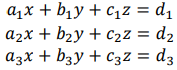 a₁x + b₁y + c₁z = d₁
a₂x + b₂y + c₂z = d₂
a₃x + b₃y + c₃z = d₃